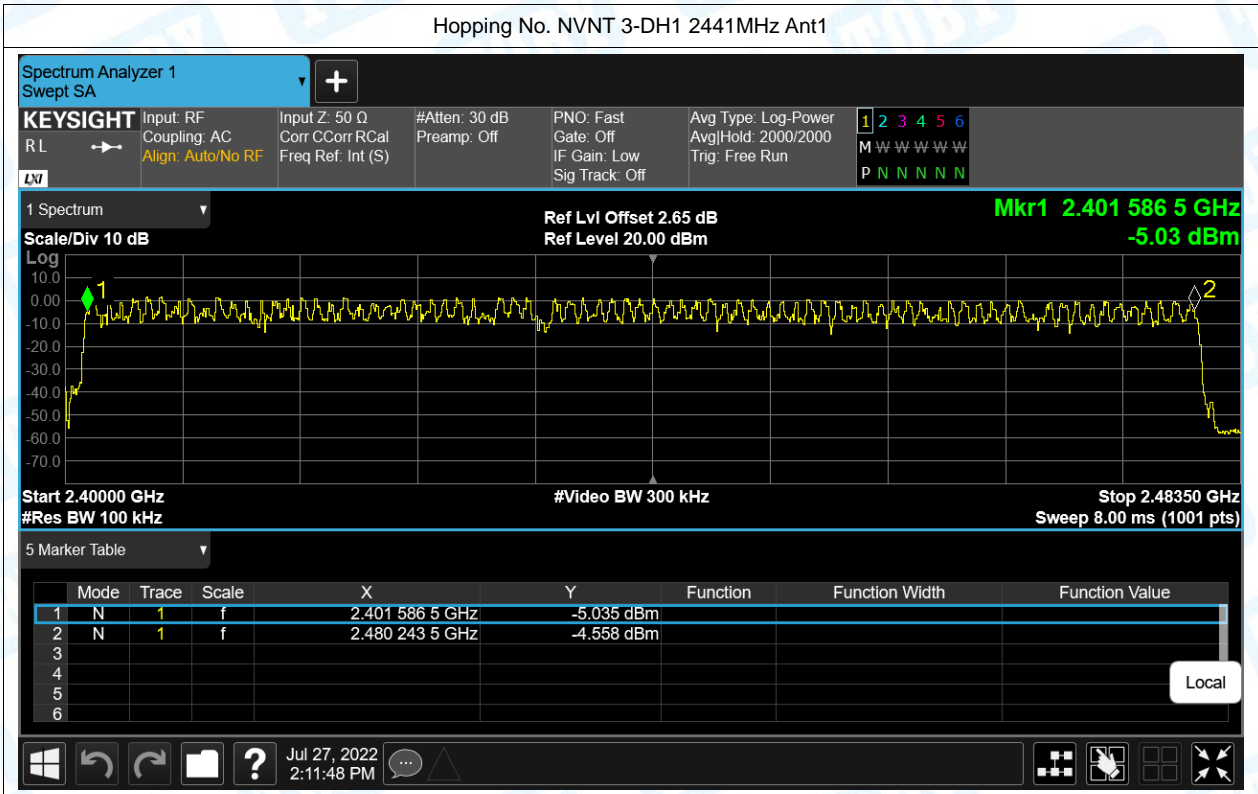 Hopping No. NVNT 3-DH1 2441MHz Ant1
Spectrum Analyzer 1
Swept SA
+
KEYSIGHT
RL
LXI
Input: RF
Coupling: AC
Align: Auto/No RF
Input Z: 50 Ω
Corr CCorr RCal
Freq Ref: Int (S)
#Atten: 30 dB
Preamp: Off
PNO: Fast
Gate: Off
IF Gain: Low
Sig Track: Off
Avg Type: Log-Power
Avg|Hold: 2000/2000
Trig: Free Run
1 2 3 4 5 6
M W W W W W
P N N N N N
1 Spectrum
Scale/Div 10 dB
Ref Lvl Offset 2.65 dB
Ref Level 20.00 dBm
Mkr1 2.401 586 5 GHz
-5.03 dBm
Log
10.0
0.00
-10.0
-20.0
-30.0
-40.0
-50.0
-60.0
-70.0
1
2
Start 2.40000 GHz
#Res BW 100 kHz
#Video BW 300 kHz
Stop 2.48350 GHz
Sweep 8.00 ms (1001 pts)
5 Marker Table
Mode Trace Scale X Y Function Function Width Function Value
1 N 1 f 2.401 586 5 GHz -5.035 dBm
2 N 1 f 2.480 243 5 GHz -4.558 dBm
3
4
5
6
Local
?
Jul 27, 2022
2:11:48 PM